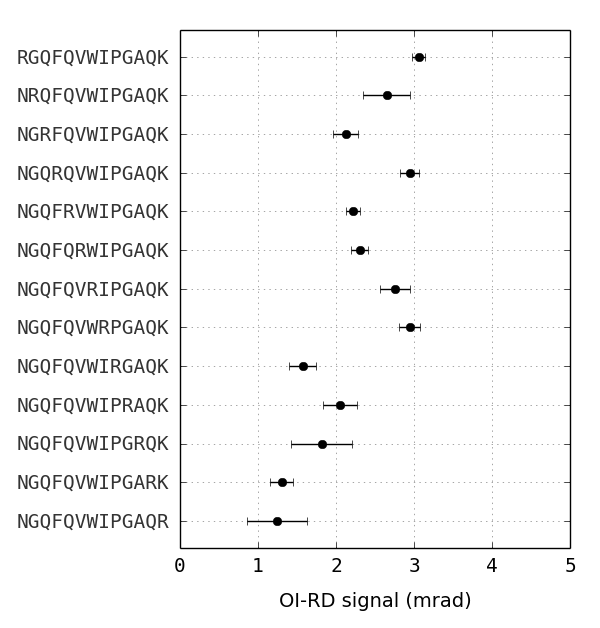 RGQFQVWIPGAQK
NRQFQVWIPGAQK
NGRFQVWIPGAQK
NGQRQVWIPGAQK
NGQFRVWIPGAQK
NGQFQRWIPGAQK
NGQFQVRIPGAQK
NGQFQVWRPGAQK
NGQFQVWIRGAQK
NGQFQVWIPRAQK
NGQFQVWIPGRQK
NGQFQVWIPGARK
NGQFQVWIPGAQR
0 1 2 3 4 5
OI-RD signal (mrad)